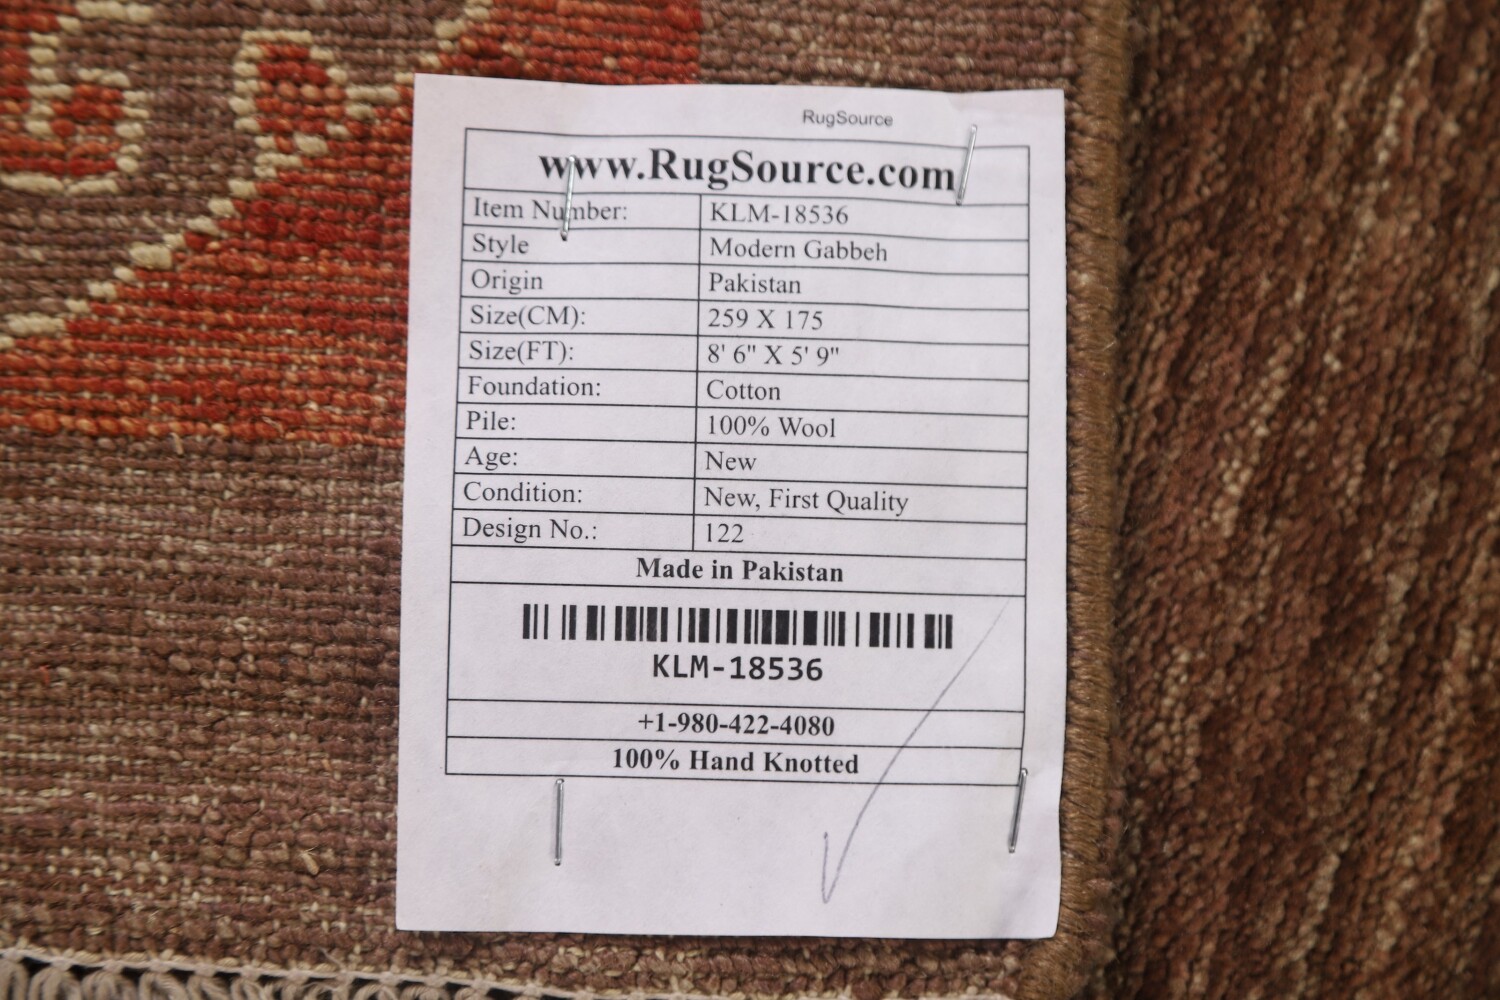 RugSource
www.RugSource.com
Item Number: KLM-18536
Style Modern Gabbeh
Origin Pakistan
Size(CM): 259 X 175
Size(FT): 8' 6" X 5' 9"
Foundation: Cotton
Pile: 100% Wool
Age: New
Condition: New, First Quality
Design No.: 122
Made in Pakistan
KLM-18536
+1-980-422-4080
100% Hand Knotted